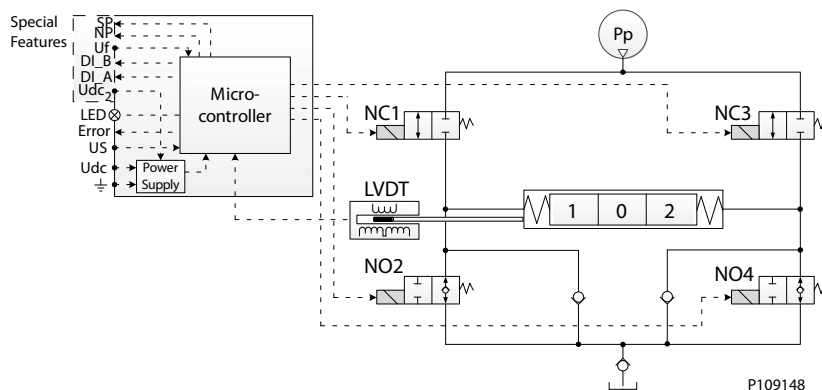 Special
Features
SP
NP
Uf
DI_B
DI_A
Udc2
LED
Error
US
Udc
Power
Supply
Micro-
controller
Pp
NC1
NC3
LVDT
1 0 2
NO2
NO4
P109148